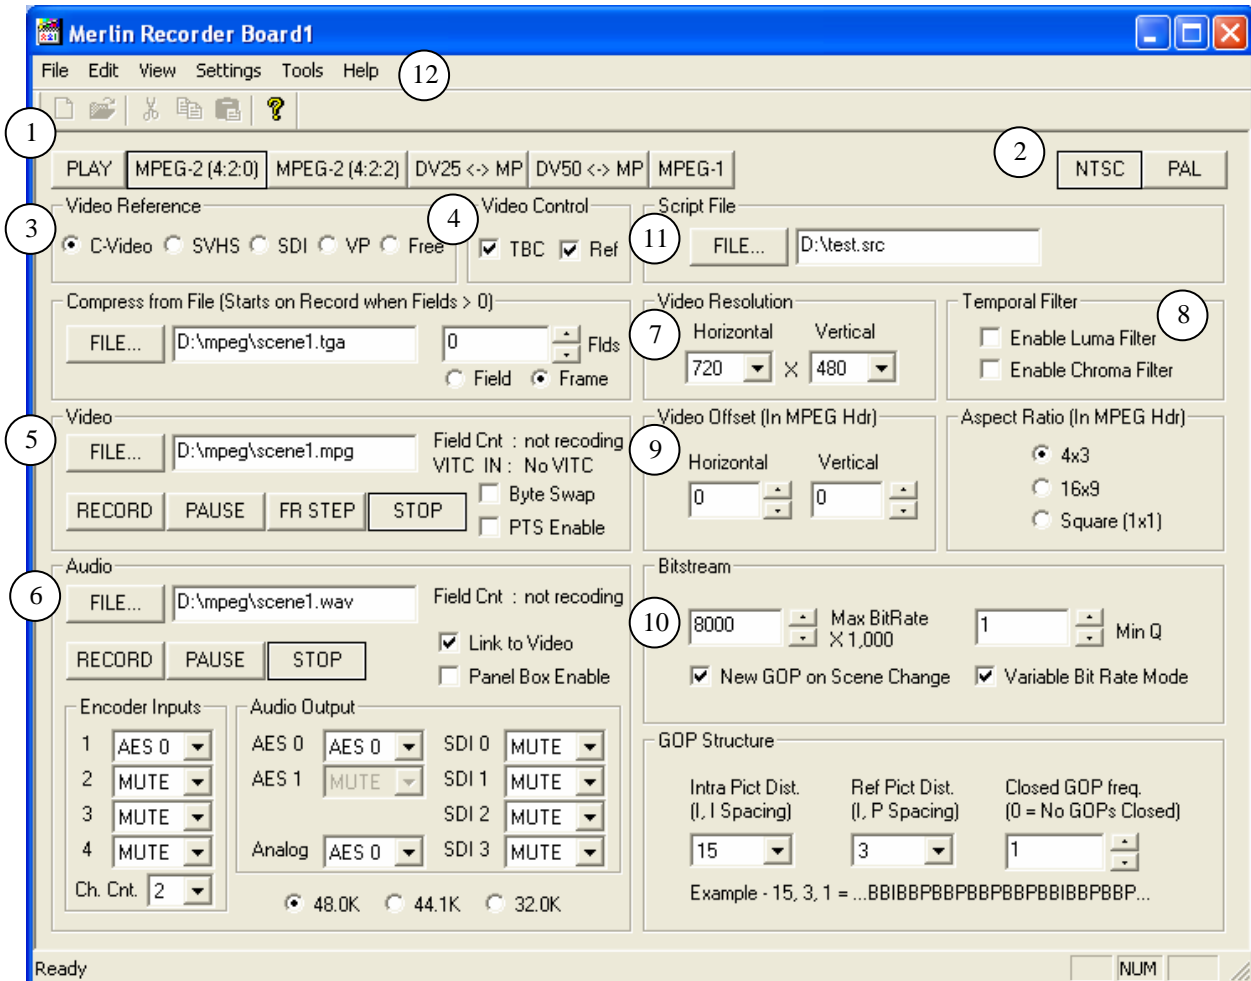 Merlin Recorder Board1
File Edit View Settings Tools Help 12
1
2
PLAY MPEG-2 (4:2:0) MPEG-2 (4:2:2) DV25 <-> MP DV50 <-> MP MPEG-1 NTSC PAL
Video Reference
3
C-Video SVHS SDI VP Free
4
Video Control
TBC Ref
Script File
11
FILE... D:\test.src
Compress from File (Starts on Record when Fields > 0)
FILE... D:\mpeg\scene1.tga 0 Flds
Field Frame
Video Resolution
7
Horizontal Vertical
720 X 480
Temporal Filter
8
Enable Luma Filter
Enable Chroma Filter
Video
5
FILE... D:\mpeg\scene1.mpg
Field Cnt : not recoding
VITC IN : No VITC
Byte Swap
PTS Enable
RECORD PAUSE FR STEP STOP
Video Offset (In MPEG Hdr)
9
Horizontal Vertical
0 0
Aspect Ratio (In MPEG Hdr)
4x3
16x9
Square (1x1)
Audio
6
FILE... D:\mpeg\scene1.wav
Field Cnt : not recoding
Link to Video
Panel Box Enable
RECORD PAUSE STOP
Encoder Inputs
1 AES 0
2 MUTE
3 MUTE
4 MUTE
Ch. Cnt. 2
Audio Output
AES 0 AES 0 SDI 0 MUTE
AES 1 MUTE SDI 1 MUTE
SDI 2 MUTE
Analog AES 0 SDI 3 MUTE
48.0K 44.1K 32.0K
Bitstream
10
8000 Max BitRate
X 1,000
1 Min Q
New GOP on Scene Change Variable Bit Rate Mode
GOP Structure
Intra Pict Dist. Ref Pict Dist. Closed GOP freq.
(I, I Spacing) (I, P Spacing) (0 = No GOPs Closed)
15 3 1
Example - 15, 3, 1 = ...BBIBBPBBPBBPBBPBBIBBPBBP...
Ready NUM